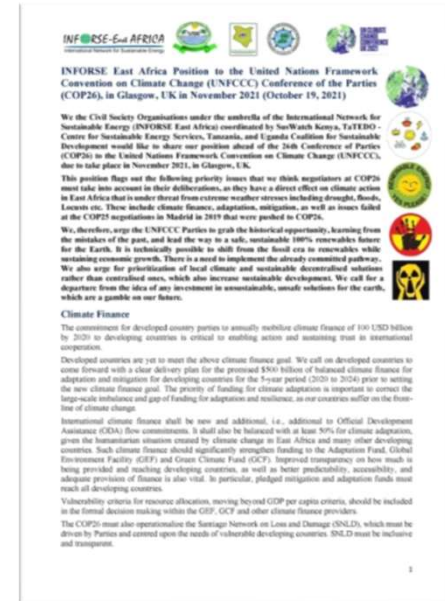 INFORSE-East AFRICA
International Network for Sustainable Energy
INFORSE East Africa Position to the United Nations Framework
Convention on Climate Change (UNFCCC) Conference of the Parties
(COP26), in Glasgow, UK in November 2021 (October 19, 2021)
We the Civil Society Organisations under the umbrella of the International Network for
Sustainable Energy (INFORSE East Africa) coordinated by SusWatch Kenya, TaTEDO -
Centre for Sustainable Energy Services, Tanzania, and Uganda Coalition for Sustainable
Development would like to share our position ahead of the 26th Conference of Parties
(COP26) to the United Nations Framework Convention on Climate Change (UNFCCC),
due to take place in November 2021, in Glasgow, UK.
This position flags out the following priority issues that we think negotiators at COP26
must take into account in their deliberations, as they have a direct effect on climate action
in East Africa that is under threat from extreme weather stresses including drought, floods,
Locusts etc. These include climate finance, adaptation, mitigation, as well as issues failed
at the COP25 negotiations in Madrid in 2019 that were pushed to COP26.
We, therefore, urge the UNFCCC Parties to grab the historical opportunity, learning from
the mistakes of the past, and lead the way to a safe, sustainable 100% renewables future
for the Earth. It is technically possible to shift from the fossil era to renewables while
sustaining economic growth. There is a need to implement the already committed pathway.
We also urge for prioritization of local climate and sustainable decentralised solutions
rather than centralised ones, which also increase sustainable development. We call for a
departure from the idea of any investment in unsustainable, unsafe solutions for the earth,
which are a gamble on our future.
Climate Finance
The commitment for developed country parties to annually mobilize climate finance of 100 USD billion
by 2020 to developing countries is critical to enabling action and sustaining trust in international
cooperation.
Developed countries are yet to meet the above climate finance goal. We call on developed countries to
come forward with a clear delivery plan for the promised $500 billion of balanced climate finance for
adaptation and mitigation for developing countries for the 5-year period (2020 to 2024) prior to setting
the new climate finance goal. The priority of funding for climate adaptation is important to correct the
large-scale imbalance and gap of funding for adaptation and resilience, as our countries suffer on the front-
line of climate change.
International climate finance shall be new and additional, i.e., additional to Official Development
Assistance (ODA) flow commitments. It shall also be balanced with at least 50% for climate adaptation,
given the humanitarian situation created by climate change in East Africa and many other developing
countries. Such climate finance should significantly strengthen funding to the Adaptation Fund, Global
Environment Facility (GEF) and Green Climate Fund (GCF). Improved transparency on how much is
being provided and reaching developed countries, as well as better predictability, accessibility, and
adequate provision of finance is also vital. In particular, pledged mitigation and adaptation funds must
reach all developing countries.
Vulnerability criteria for resource allocation, moving beyond GDP per capita criteria, should be included
in the formal decision making within the GEF, GCF and other climate finance providers.
The COP26 must also operationalize the Santiago Network on Loss and Damage (SNLD), which must be
driven by Parties and centred upon the needs of vulnerable developing countries. SNLD must be inclusive
and transparent.
1